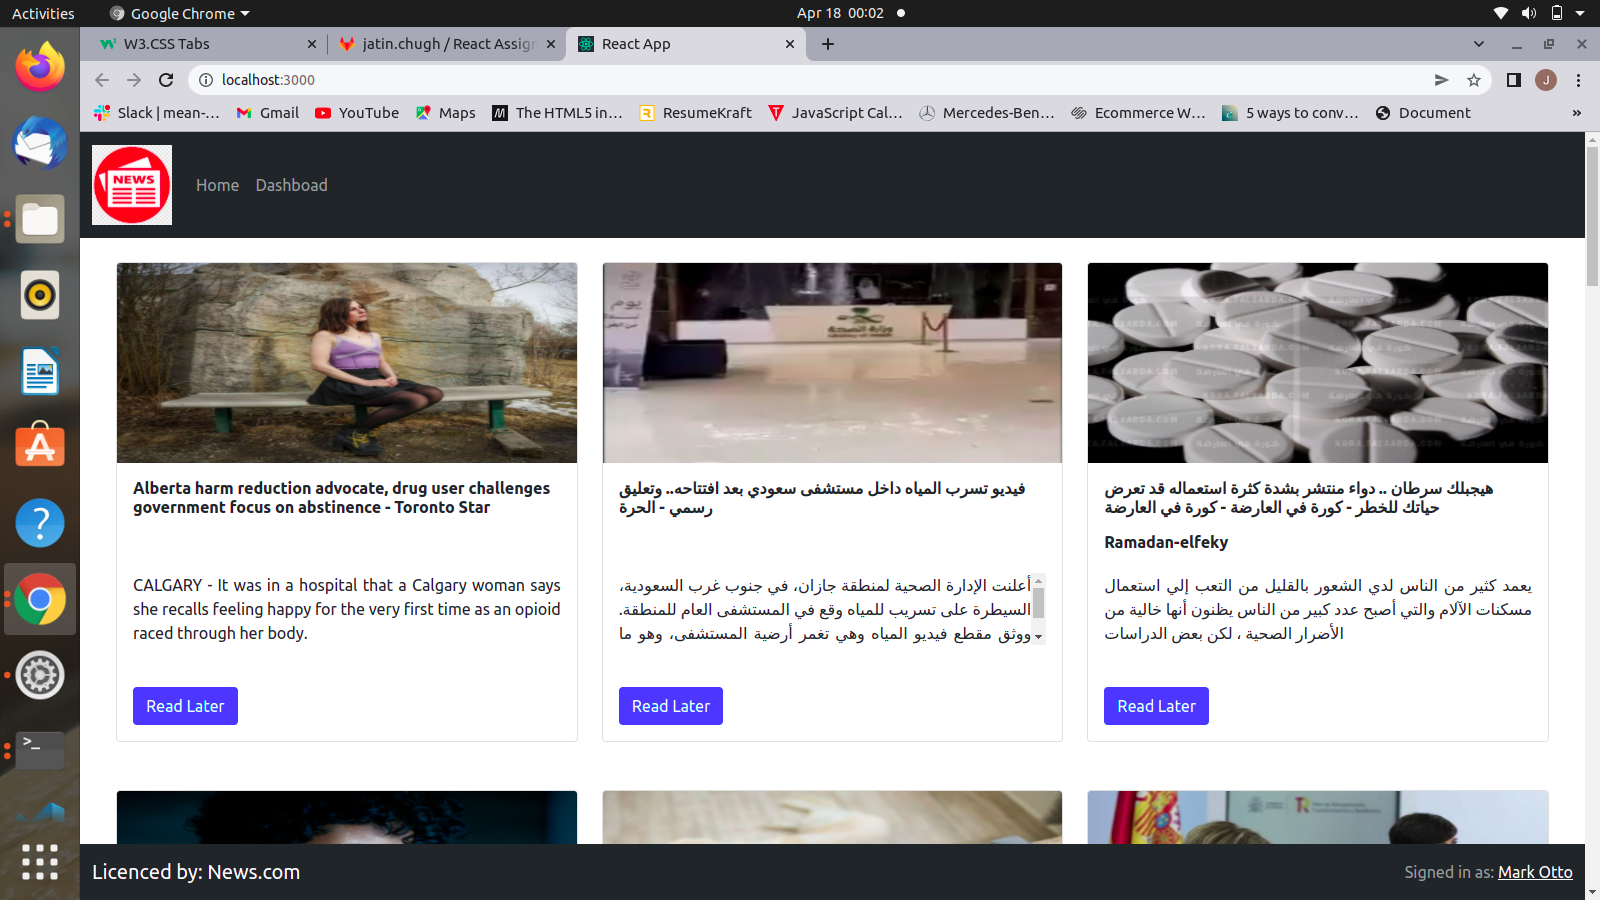 Activities
Google Chrome
Apr 18 00:02
W3.CSS Tabs
jatin.chugh / React Assign
React App
localhost:3000
J
Slack | mean-...
Gmail
YouTube
Maps
The HTML5 in...
ResumeKraft
JavaScript Cal...
Mercedes-Ben...
Ecommerce W...
5 ways to conv...
Document
»
NEWS
Home
Dashboad
Alberta harm reduction advocate, drug user challenges
government focus on abstinence - Toronto Star
CALGARY - It was in a hospital that a Calgary woman says
she recalls feeling happy for the very first time as an opioid
raced through her body.
Read Later
وزارة الصحة
فيديو تسرب المياه داخل مستشفى سعودي بعد افتتاحه.. وتعليق
رسمي - الحرة
أعلنت الإدارة الصحية لمنطقة جازان، في جنوب غرب السعودية،
السيطرة على تسريب للمياه وقع في المستشفى العام للمنطقة.
ووثق مقطع فيديو المياه وهي تغمر أرضية المستشفى، وهو ما
Read Later
هيجبلك سرطان .. دواء منتشر بشدة كثرة استعماله قد تعرض
حياتك للخطر - كورة في العارضة - كورة في العارضة
Ramadan-elfeky
يعمد كثير من الناس لدي الشعور بالقليل من التعب إلي استعمال
مسكنات الآلام والتي أصبح عدد كبير من الناس يظنون أنها خالية من
الأضرار الصحية ، لكن بعض الدراسات
Read Later
Licenced by: News.com
Signed in as: Mark Otto